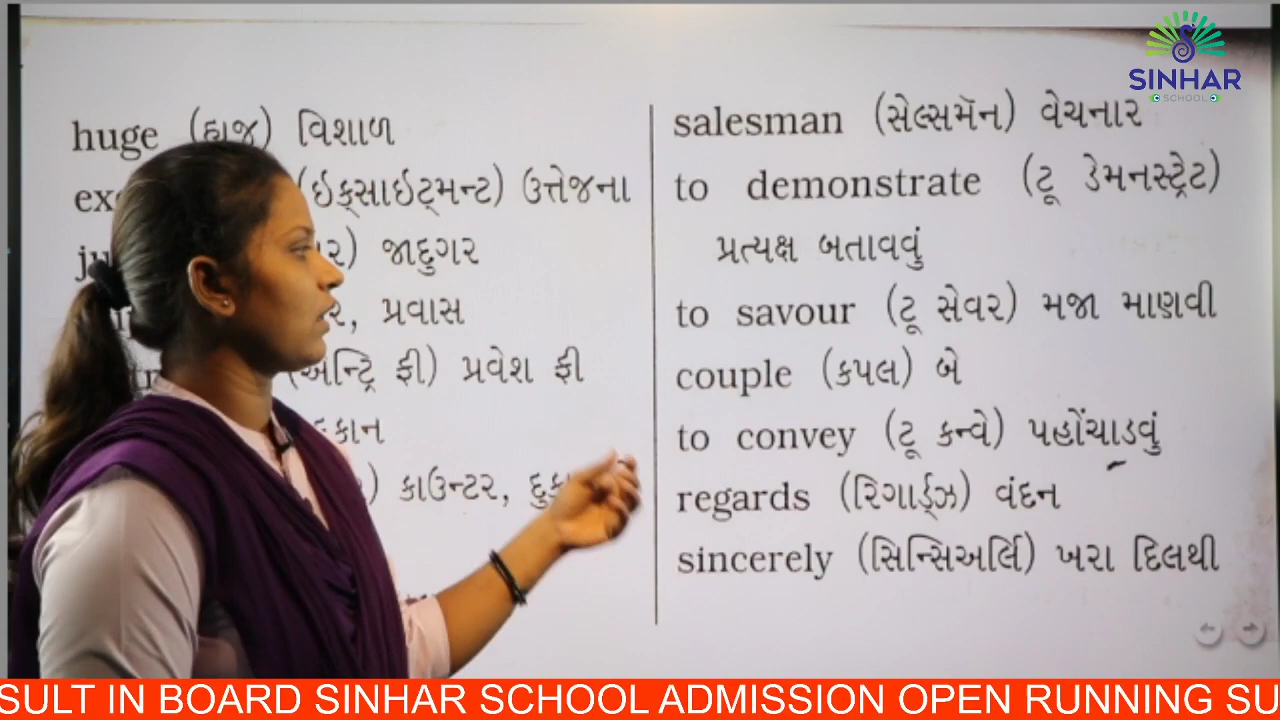 SINHAR
SCHOOL
huge (હ્યુજ) વિશાળ
(ઇક્સાઇટ્મન્ટ) ઉત્તેજના
જાદુગર
પ્રવાસ
(અેન્ટ્રિ ફી) પ્રવેશ ફી
કાઉન્ટર,
salesman (સેલ્સમૅન) વેચનાર
to demonstrate (ટૂ ડેમનસ્ટ્રેટ)
પ્રત્યક્ષ બતાવવું
to savour (ટૂ સેવર) મજા માણવી
couple (કપલ) બે
to convey (ટૂ કન્વે) પહોંચાડવું
regards (રિગાર્ડ્ઝ) વંદન
sincerely (સિન્સિઅર્લિ) ખરા દિલથી
SULT IN BOARD SINHAR SCHOOL ADMISSION OPEN RUNNING SU